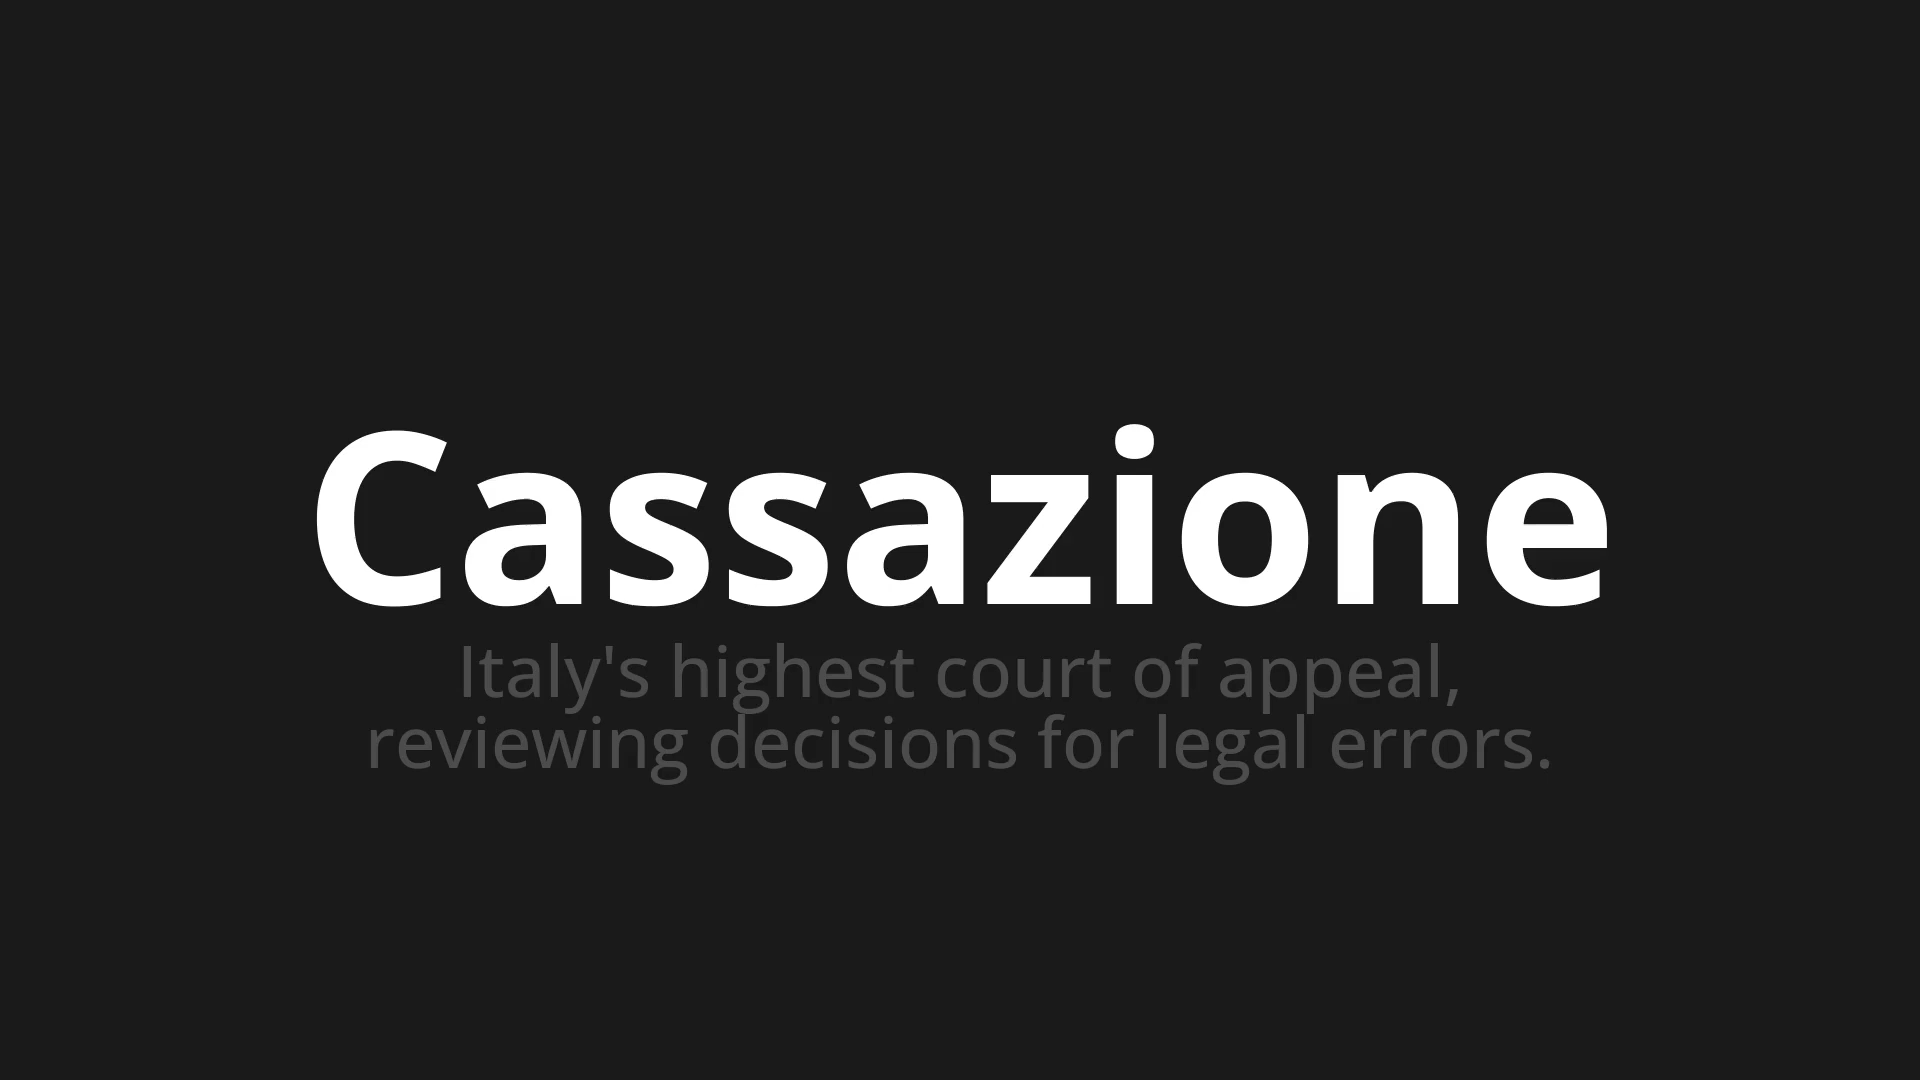 Cassazione
Italy's highest court of appeal,
reviewing decisions for legal errors.